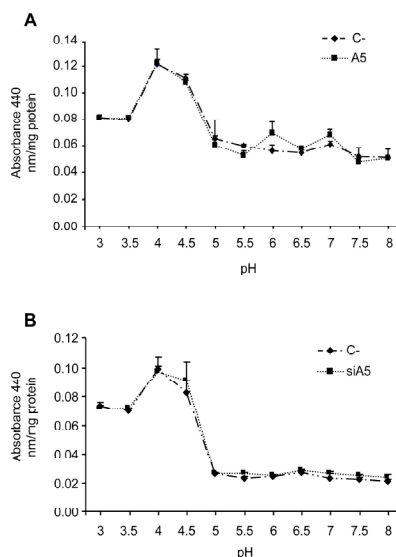 A
C-
A5
Absorbance 440
nm/mg protein
0.14
0.12
0.10
0.08
0.06
0.04
0.02
0.00
3 3.5 4 4.5 5 5.5 6 6.5 7 7.5 8
pH
B
C-
siA5
Absorbance 440
nm/mg protein
0.12
0.10
0.08
0.06
0.04
0.02
0.00
3 3.5 4 4.5 5 5.5 6 6.5 7 7.5 8
pH